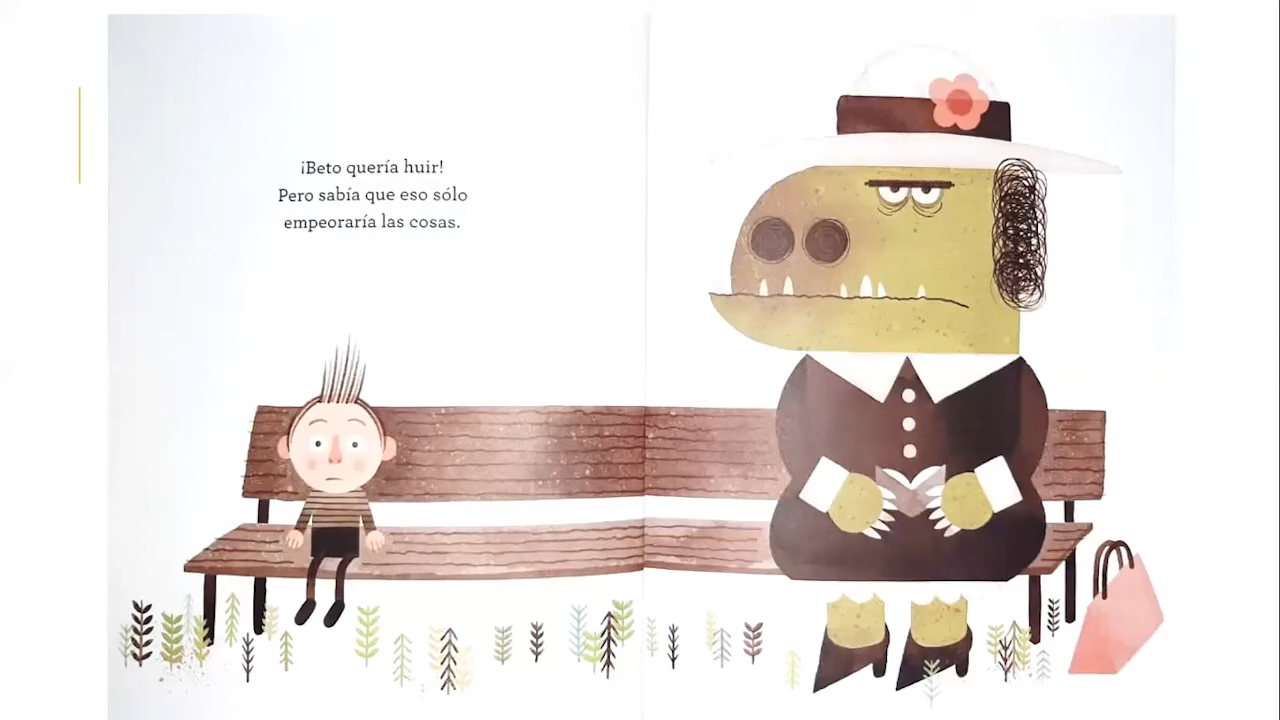 ¡Beto quería huir!
Pero sabía que eso sólo
empeoraría las cosas.